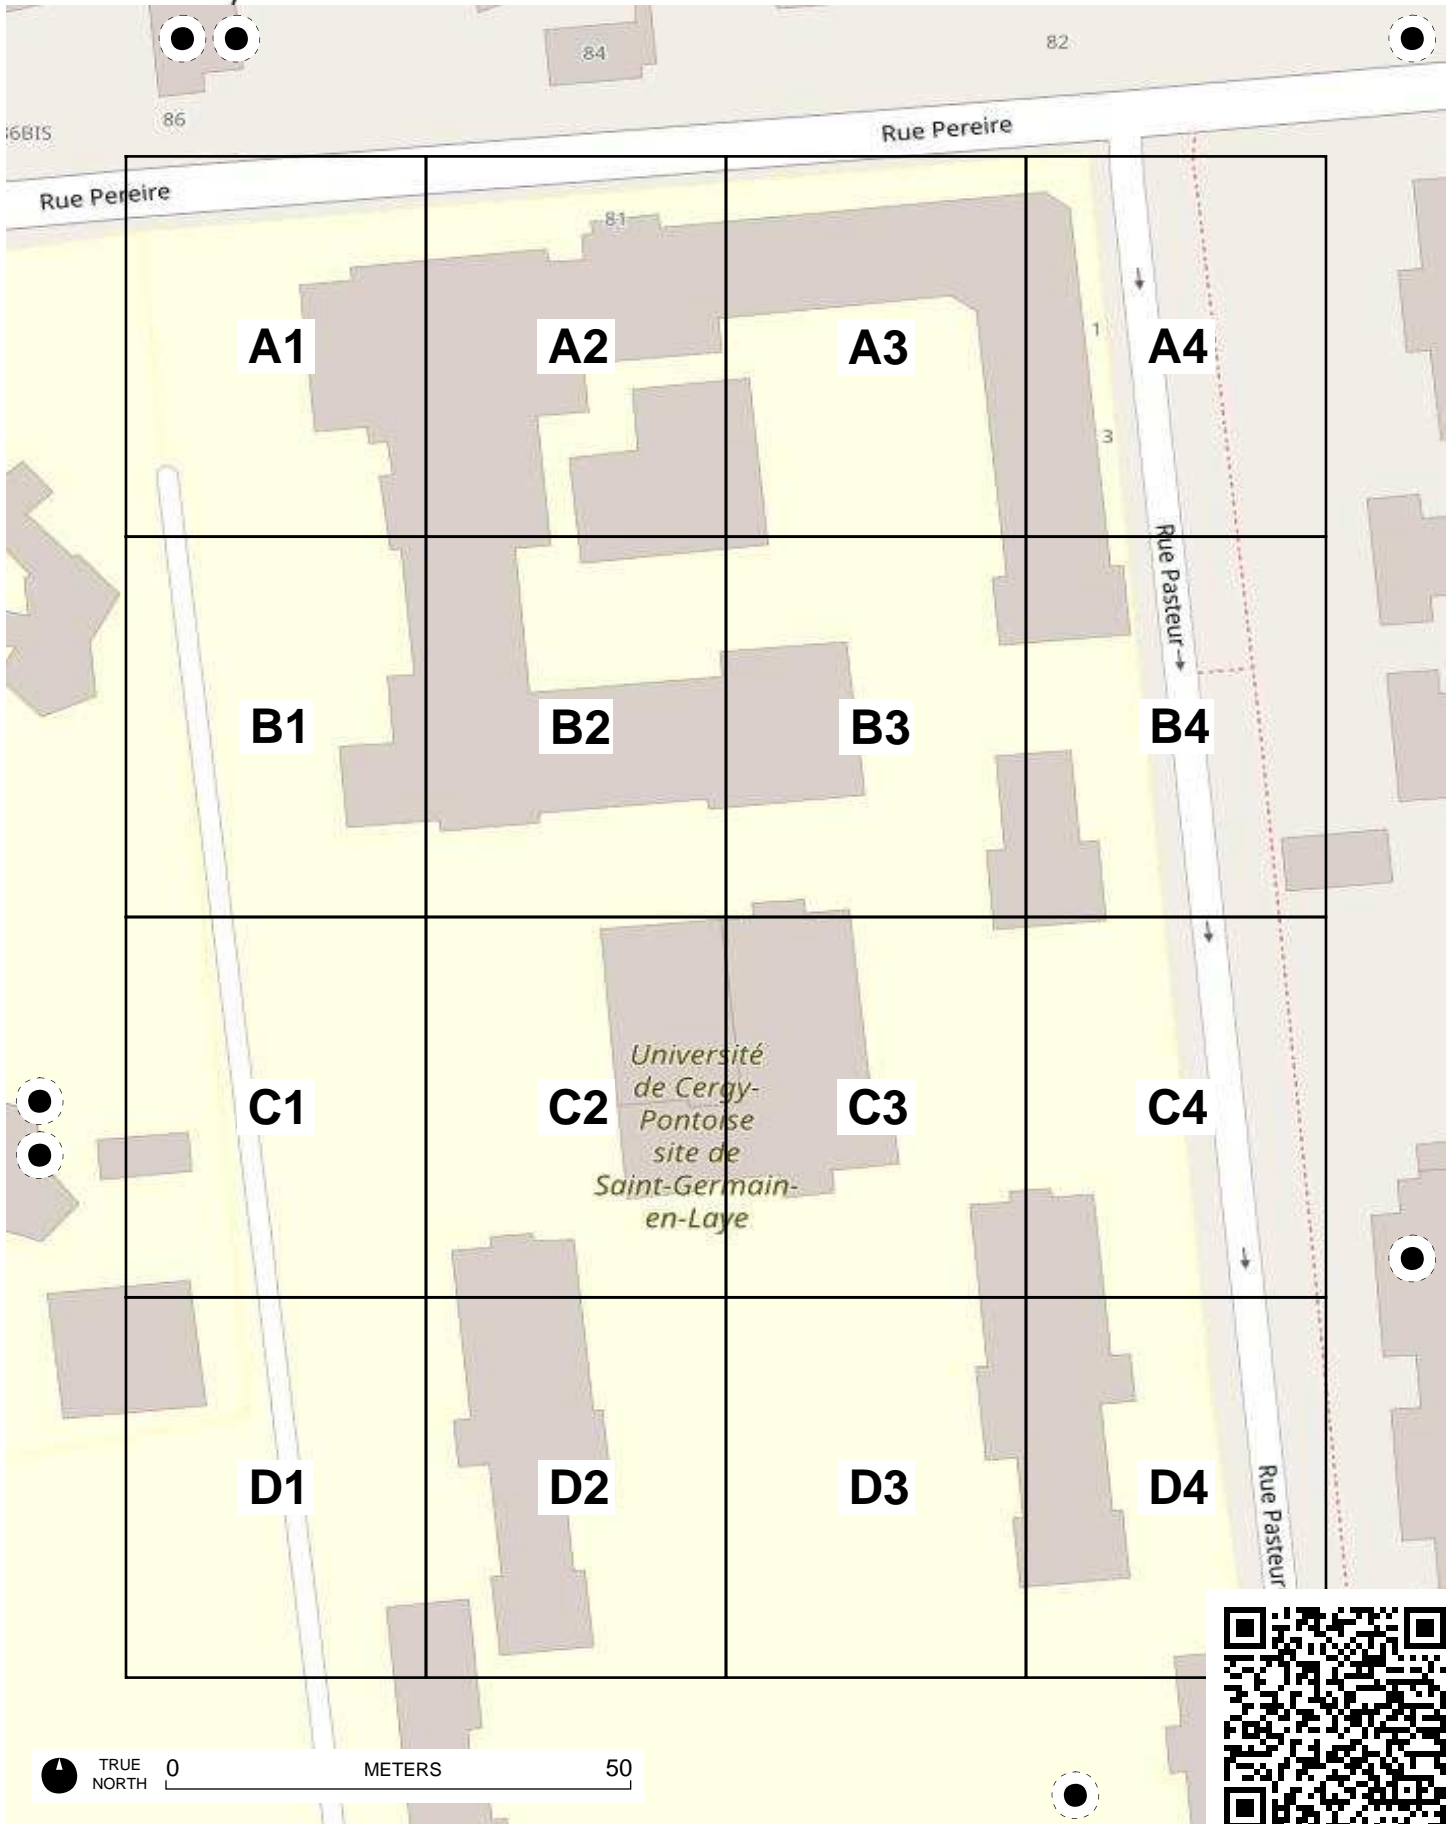 84
82
86
36BIS
Rue Pereire
Rue Pereire
81
A1
A2
A3
1
A4
3
Rue Pasteur
B1
B2
B3
B4
Université
de Cergy-
Pontoise
site de
Saint-Germain-
en-Laye
C1
C2
C3
C4
D1
D2
D3
D4
Rue Pasteur
TRUE
NORTH
0
METERS
50